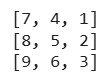 [7, 4, 1]
[8, 5, 2]
[9, 6, 3]